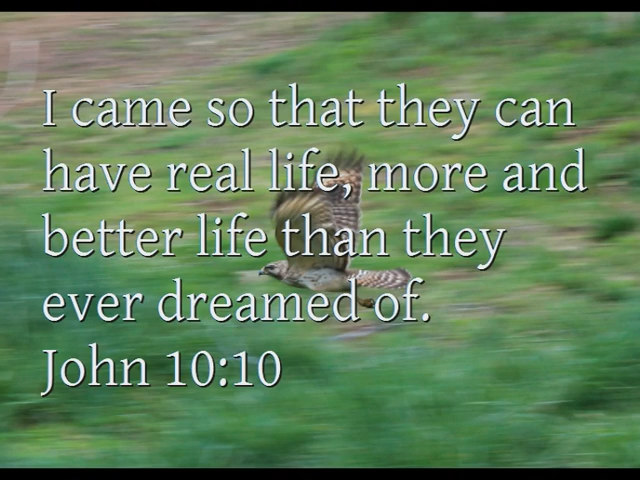 I came so that they can
have real life, more and
better life than they
ever dreamed of.
John 10:10